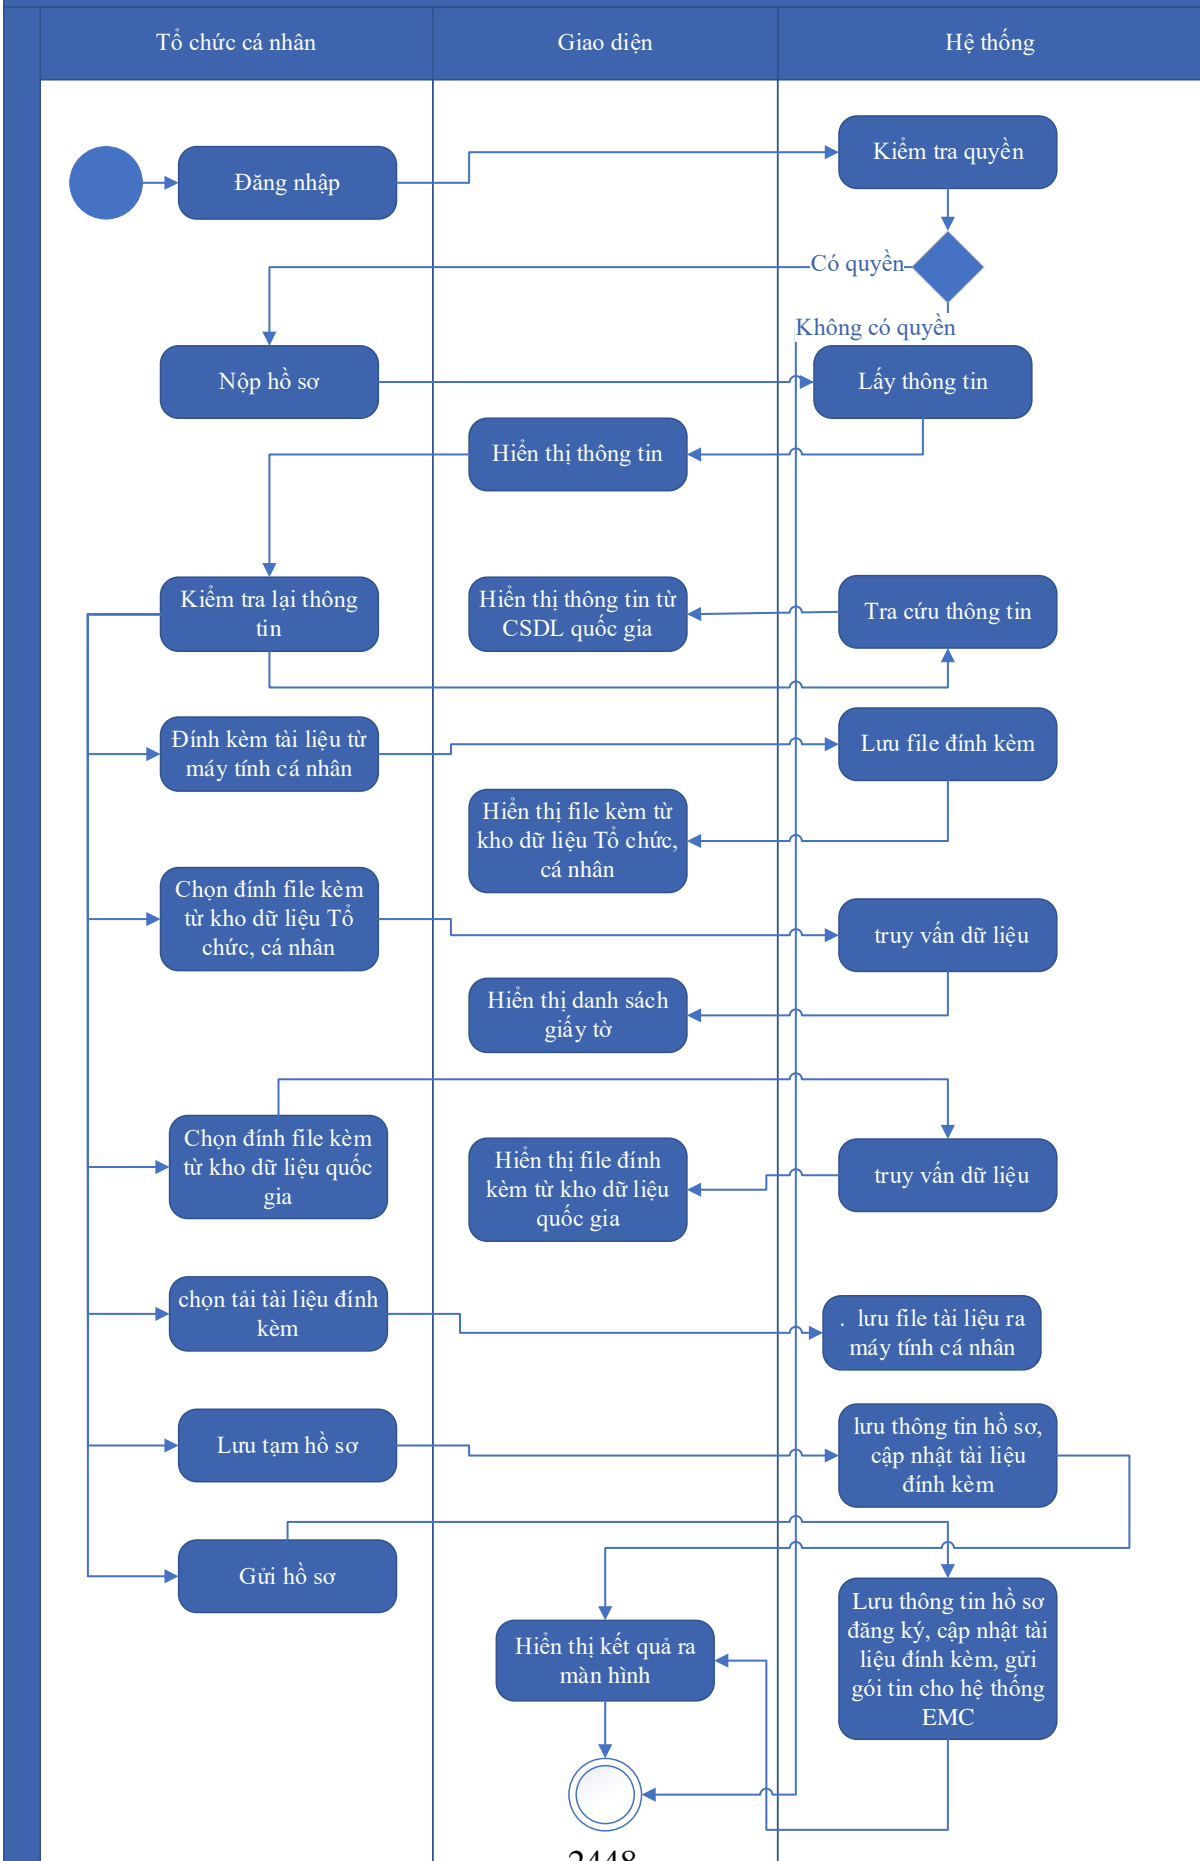 Tổ chức cá nhân
Giao diện
Hệ thống
Kiểm tra quyền
Đăng nhập
Có quyền
Không có quyền
Nộp hồ sơ
Lấy thông tin
Hiển thị thông tin
Kiểm tra lại thông
tin
Hiển thị thông tin từ
CSDL quốc gia
Tra cứu thông tin
Đính kèm tài liệu từ
máy tính cá nhân
Lưu file đính kèm
Hiển thị file kèm từ
kho dữ liệu Tổ chức,
cá nhân
Chọn đính file kèm
từ kho dữ liệu Tổ
chức, cá nhân
truy vấn dữ liệu
Hiển thị danh sách
giấy tờ
Chọn đính file kèm
từ kho dữ liệu quốc
gia
Hiển thị file đính
kèm từ kho dữ liệu
quốc gia
truy vấn dữ liệu
chọn tải tài liệu đính
kèm
. lưu file tài liệu ra
máy tính cá nhân
Lưu tạm hồ sơ
lưu thông tin hồ sơ,
cập nhật tài liệu
đính kèm
Gửi hồ sơ
Lưu thông tin hồ sơ
đăng ký, cập nhật tài
liệu đính kèm, gửi
gói tin cho hệ thống
EMC
Hiển thị kết quả ra
màn hình
2448